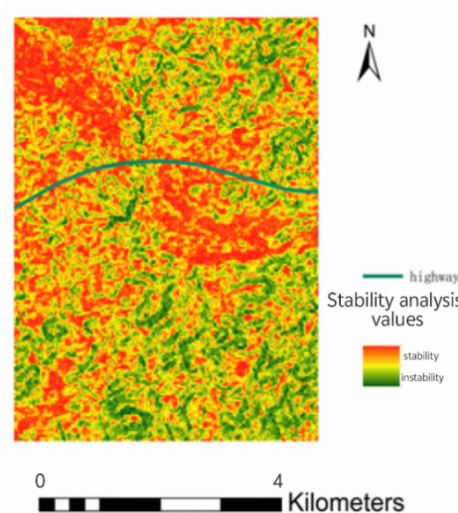 N
highway
Stability analysis
values
stability
instability
0 4
Kilometers